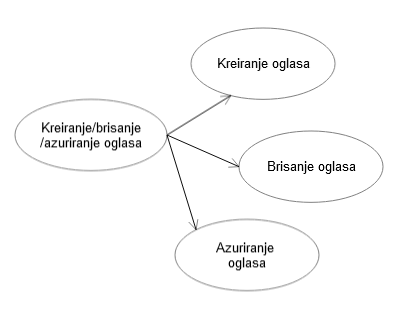 Kreiranje oglasa
Kreiranje/brisanje
/azuriranje oglasa
Brisanje oglasa
Azuriranje
oglasa